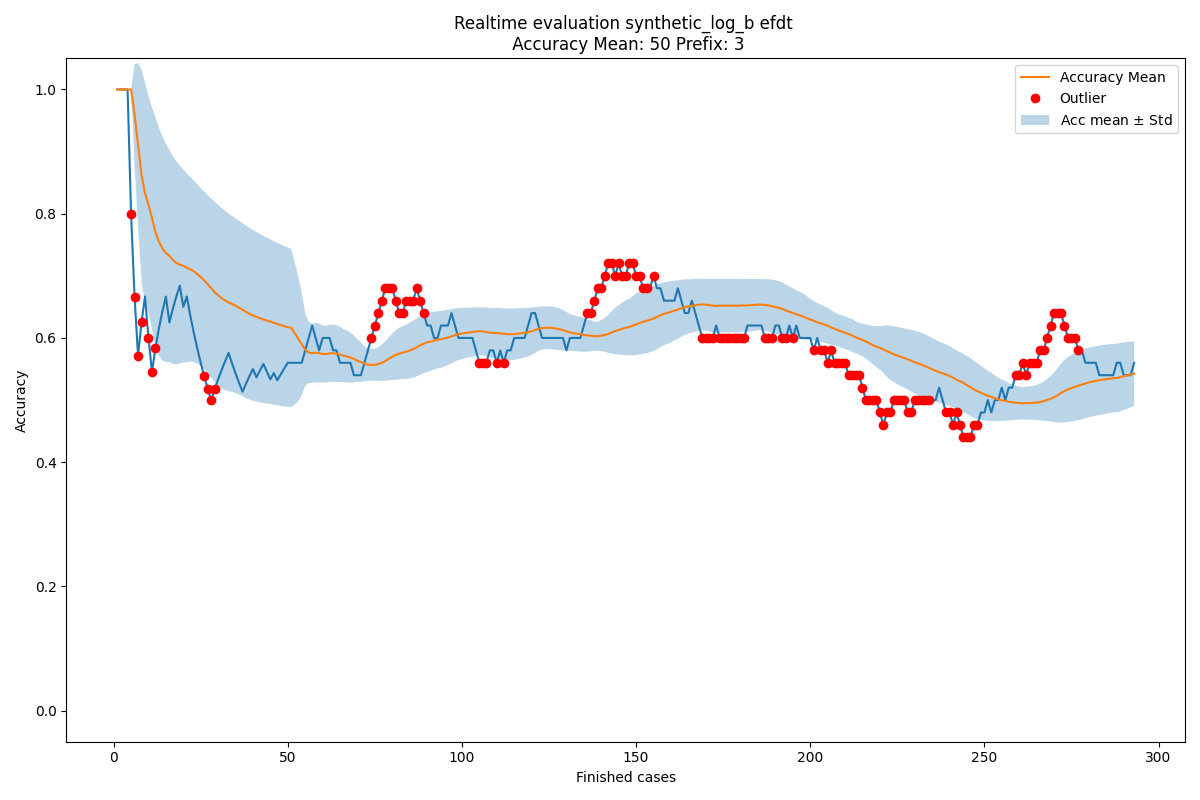 Realtime evaluation synthetic_log_b efdt
Accuracy Mean: 50 Prefix: 3
Accuracy Mean
Outlier
Acc mean ± Std
Accuracy
1.0
0.8
0.6
0.4
0.2
0.0
0
50
100
150
200
250
300
Finished cases